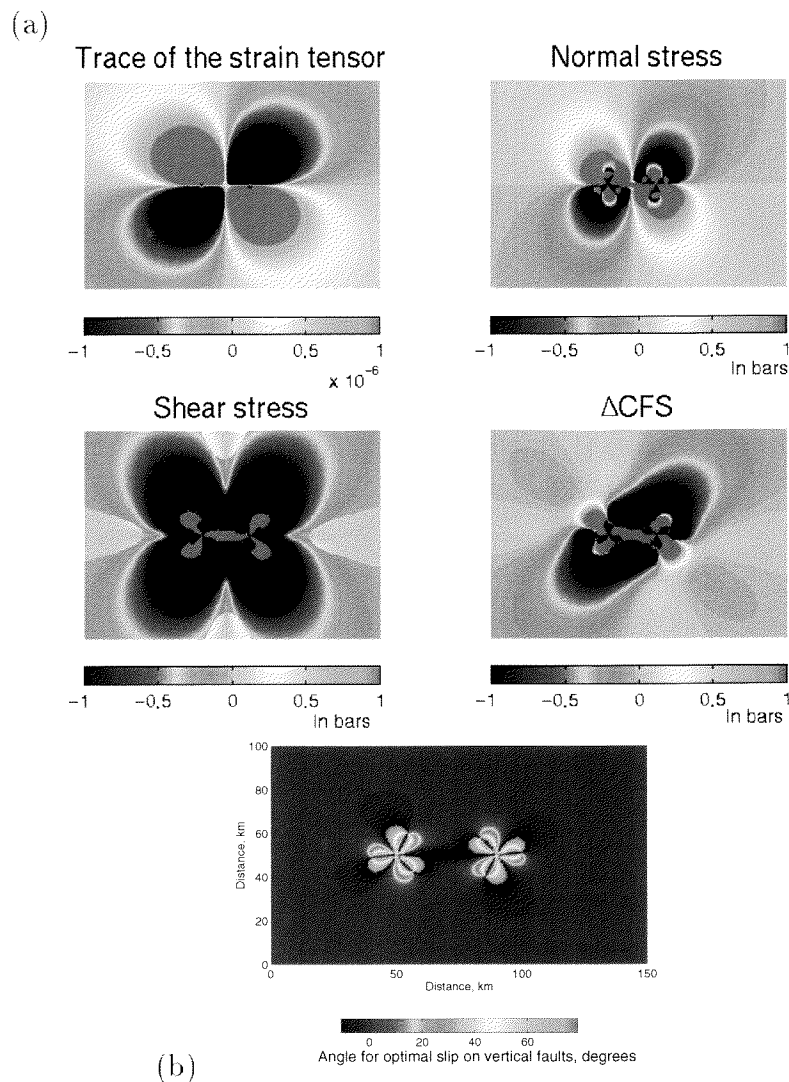 (a)
Trace of the strain tensor
Normal stress
−1 −0.5 0 0.5 1
x 10⁻⁶
−1 −0.5 0 0.5 1
In bars
Shear stress
ΔCFS
−1 −0.5 0 0.5 1
In bars
−1 −0.5 0 0.5 1
In bars
100
80
60
40
20
0
Distance, km
0 50 100 150
Distance, km
0 20 40 60
Angle for optimal slip on vertical faults, degrees
(b)